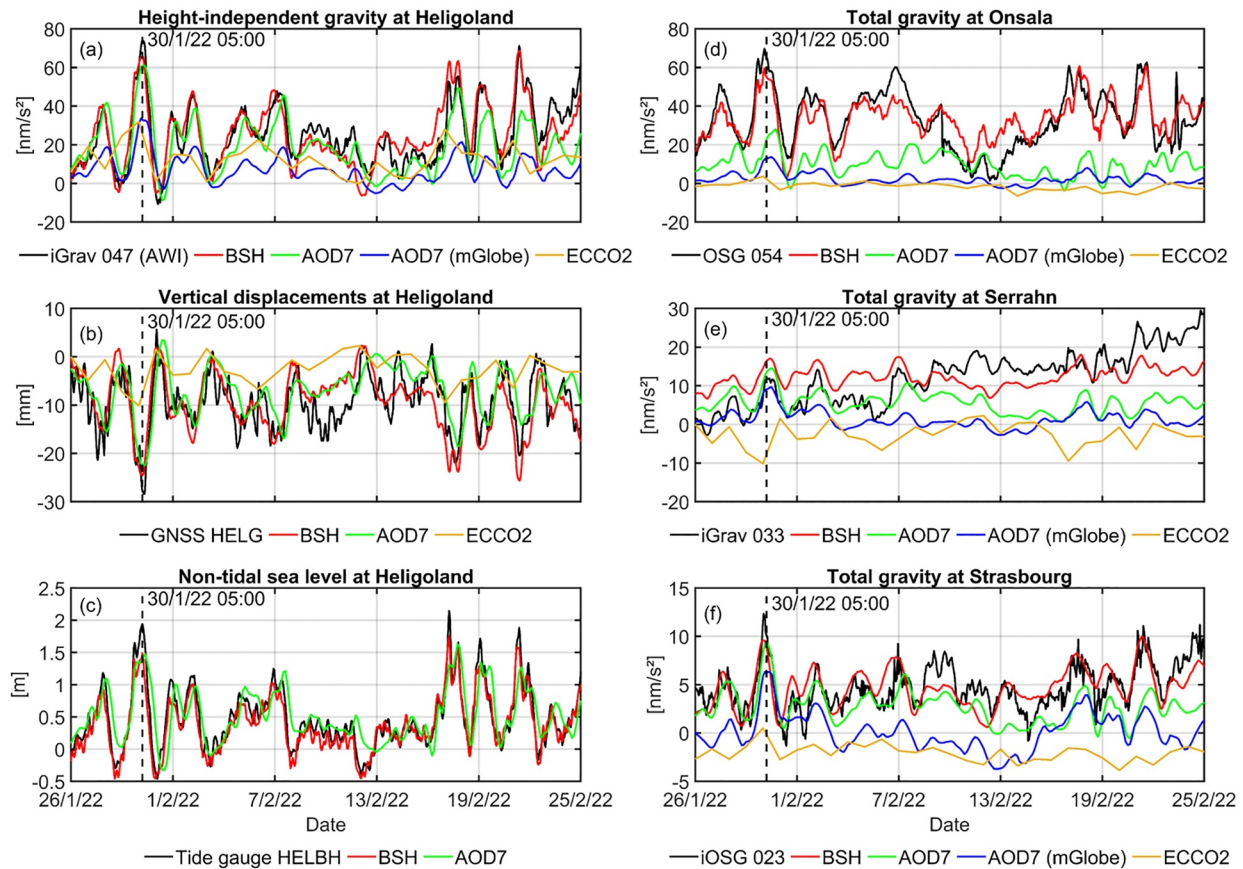 Height-independent gravity at Heligoland
(a)
30/1/22 05:00
80
60
40
20
0
-20
[nm/s²]
iGrav 047 (AWI) BSH AOD7 AOD7 (mGlobe) ECCO2
Vertical displacements at Heligoland
(b)
30/1/22 05:00
10
0
-10
-20
-30
[mm]
GNSS HELG BSH AOD7 ECCO2
Non-tidal sea level at Heligoland
(c)
30/1/22 05:00
2.5
2
1.5
1
0.5
0
-0.5
[m]
26/1/22 1/2/22 7/2/22 13/2/22 19/2/22 25/2/22
Date
Tide gauge HELBH BSH AOD7
Total gravity at Onsala
(d)
30/1/22 05:00
80
60
40
20
0
-20
[nm/s²]
OSG 054 BSH AOD7 AOD7 (mGlobe) ECCO2
Total gravity at Serrahn
(e)
30/1/22 05:00
30
20
10
0
-10
-20
[nm/s²]
iGrav 033 BSH AOD7 AOD7 (mGlobe) ECCO2
Total gravity at Strasbourg
(f)
30/1/22 05:00
15
10
5
0
-5
[nm/s²]
26/1/22 1/2/22 7/2/22 13/2/22 19/2/22 25/2/22
Date
iOSG 023 BSH AOD7 AOD7 (mGlobe) ECCO2